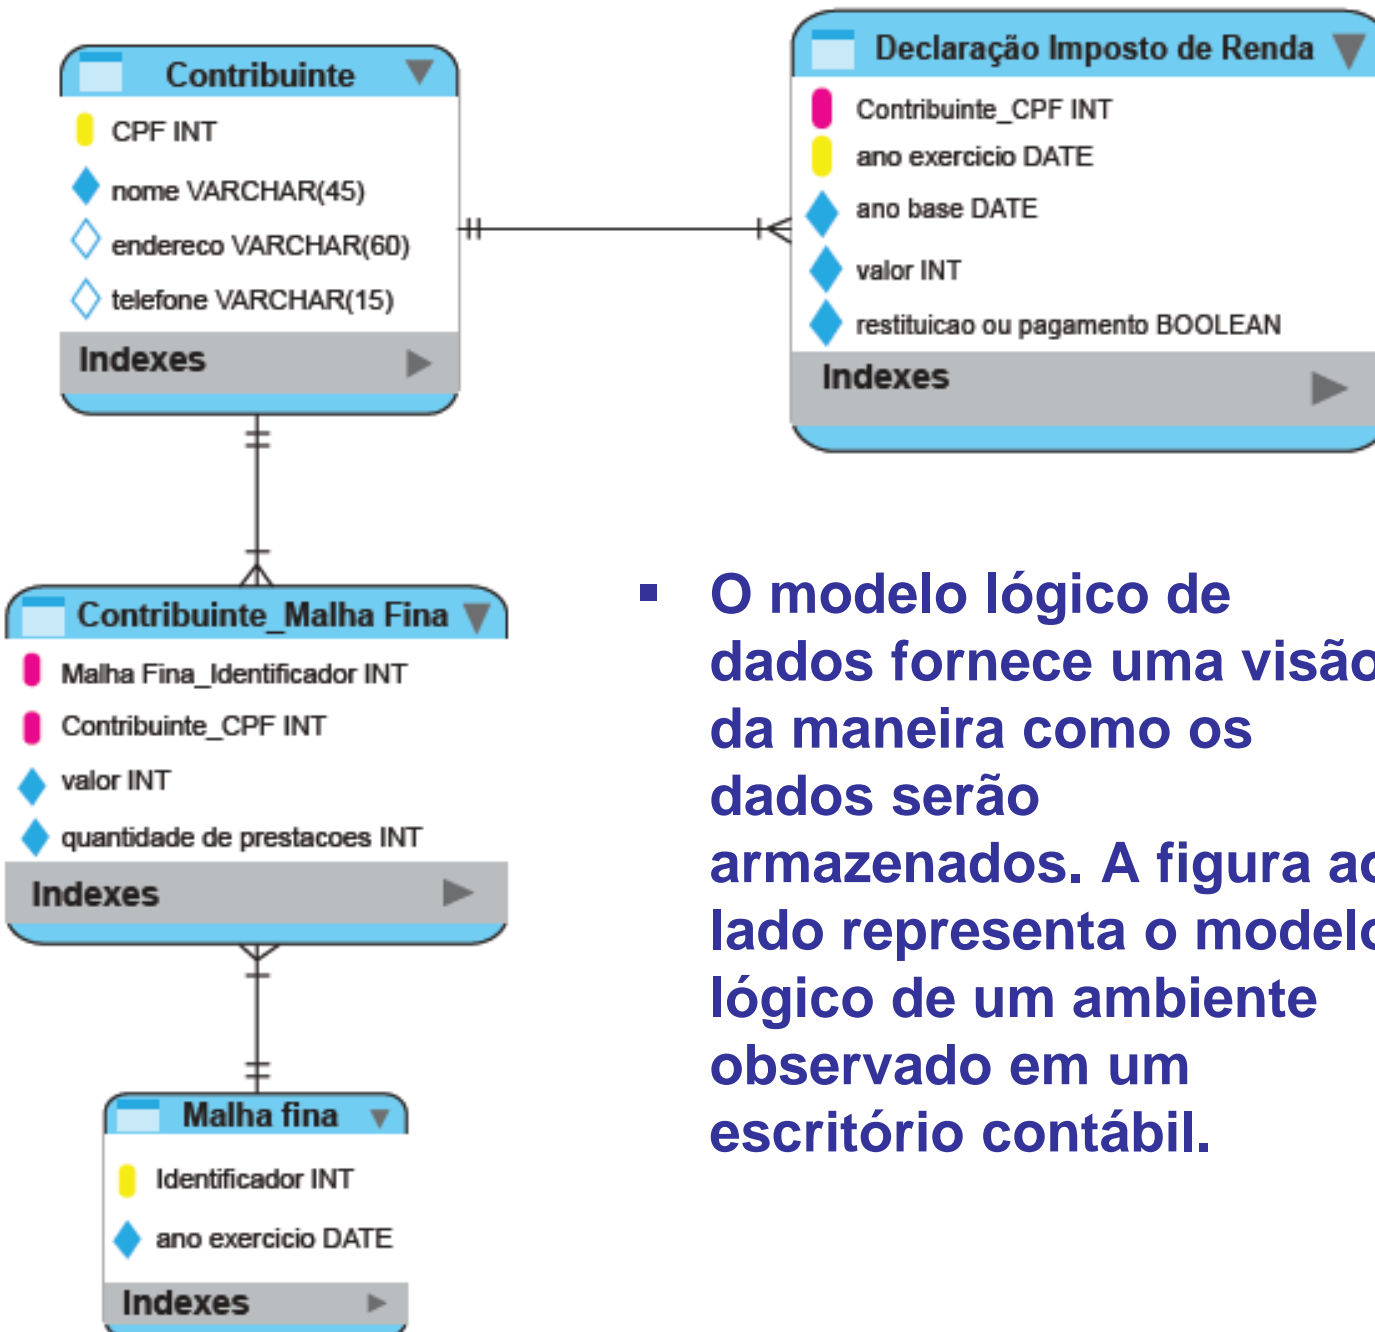 Contribuinte
CPF INT
nome VARCHAR(45)
endereco VARCHAR(60)
telefone VARCHAR(15)
Indexes
Declaração Imposto de Renda
Contribuinte_CPF INT
ano exercicio DATE
ano base DATE
valor INT
restituicao ou pagamento BOOLEAN
Indexes
Contribuinte_Malha Fina
Malha Fina_Identificador INT
Contribuinte_CPF INT
valor INT
quantidade de prestacoes INT
Indexes
Malha fina
Identificador INT
ano exercicio DATE
Indexes
▪ O modelo lógico de
dados fornece uma visão
da maneira como os
dados serão
armazenados. A figura ao
lado representa o modelo
lógico de um ambiente
observado em um
escritório contábil.